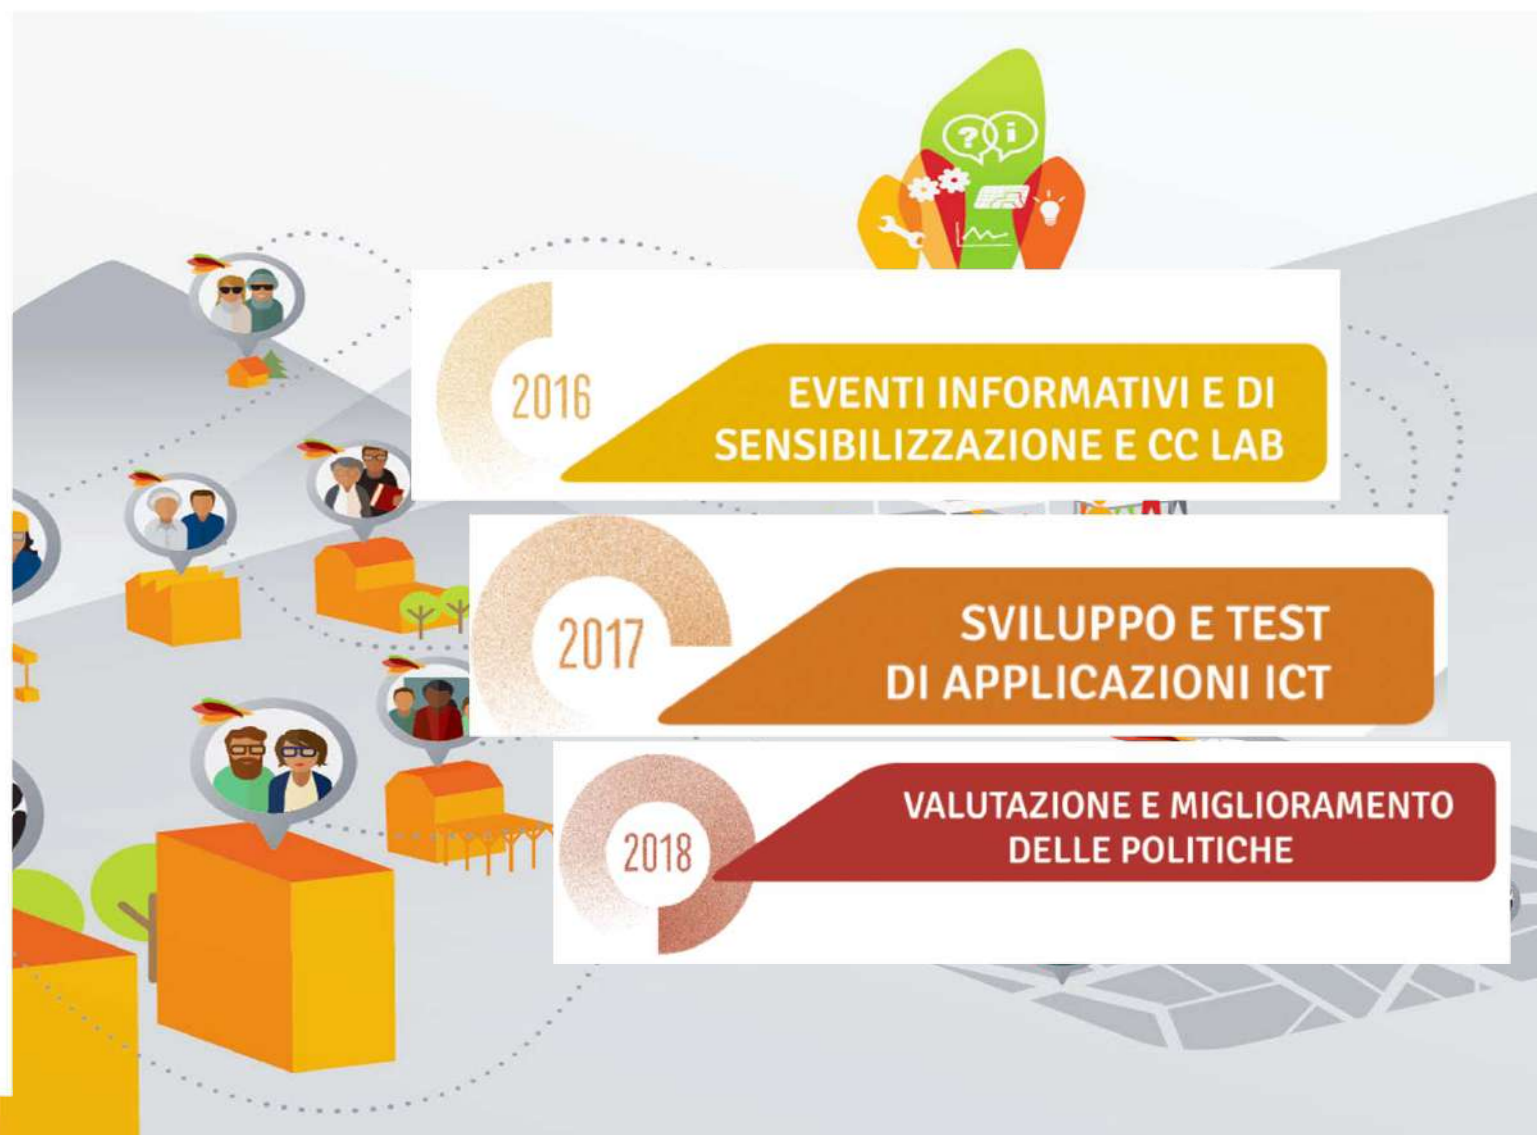 ? i
2016
EVENTI INFORMATIVI E DI
SENSIBILIZZAZIONE E CC LAB
2017
SVILUPPO E TEST
DI APPLICAZIONI ICT
2018
VALUTAZIONE E MIGLIORAMENTO
DELLE POLITICHE